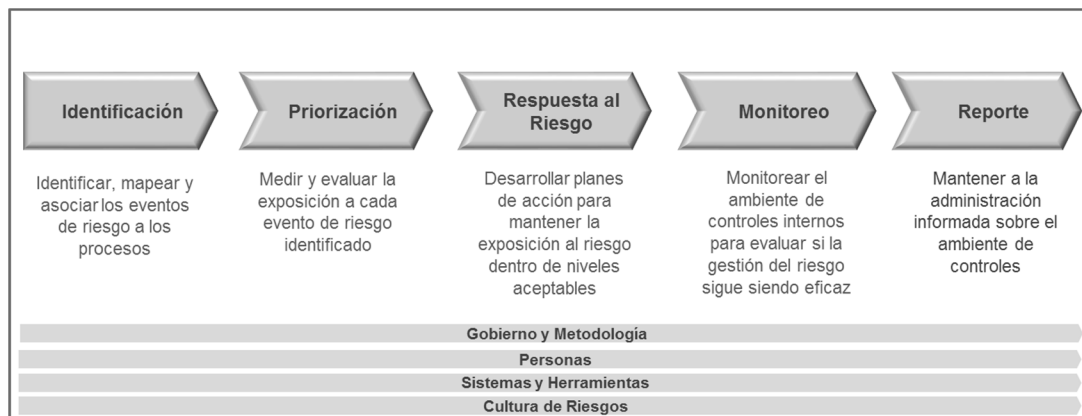 Identificación
Priorización
Respuesta al
Riesgo
Monitoreo
Reporte
Identificar, mapear y
asociar los eventos
de riesgo a los
procesos
Medir y evaluar la
exposición a cada
evento de riesgo
identificado
Desarrollar planes
de acción para
mantener la
exposición al riesgo
dentro de niveles
aceptables
Monitorear el
ambiente de
controles internos
para evaluar si la
gestión del riesgo
sigue siendo eficaz
Mantener a la
administración
informada sobre el
ambiente de
controles
Gobierno y Metodología
Personas
Sistemas y Herramientas
Cultura de Riesgos